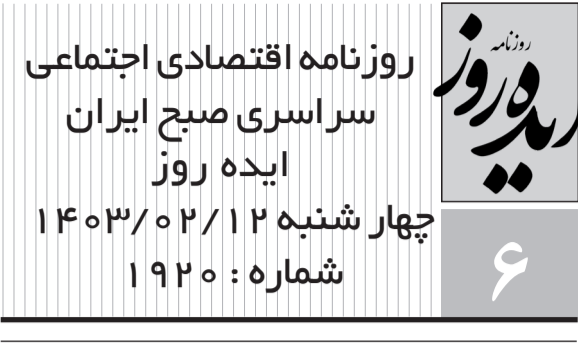 روزنامه
ایده روز
روزنامه اقتصادی اجتماعی
سراسری صبح ایران
ایده روز
چهار شنبه ۱۴۰۳/۰۲/۱۲
شماره : ۱۹۲۰
۶